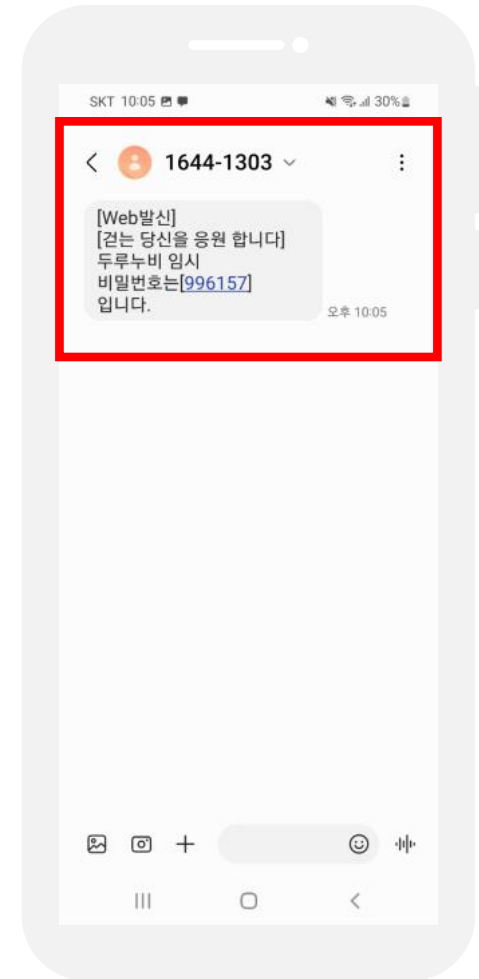 SKT 10:05
30%
1644-1303
[Web발신]
[걷는 당신을 응원 합니다]
두루누비 임시
비밀번호는[996157]
입니다.
오후 10:05